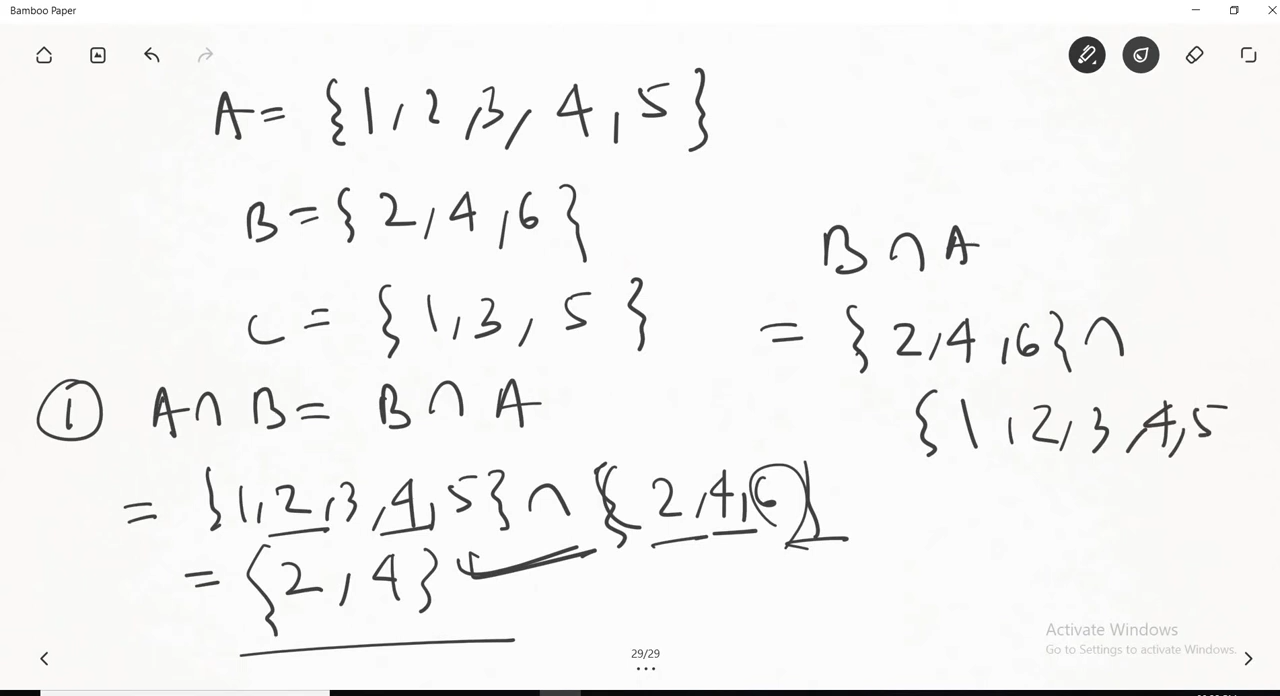 Bamboo Paper
A = {1, 2, 3, 4, 5}
B = {2, 4, 6}
C = {1, 3, 5}
① A ∩ B = B ∩ A
= {1, 2, 3, 4, 5} ∩ {2, 4, 6}
= {2, 4}
B ∩ A
= {2, 4, 6} ∩
{1, 2, 3, 4, 5
Activate Windows
Go to Settings to activate Windows.
29/29